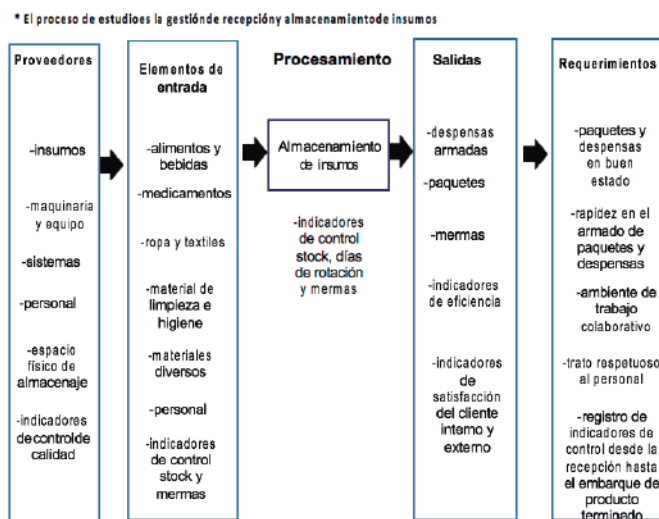 * El proceso de estudioes la gestiónde recepcióny almacenamientode insumos
Proveedores
-insumos
-maquinaria
y equipo
-sistemas
-personal
-espacio
físico de
almacenaje
-indicadores
de controlde
calidad
Elementos de
entrada
-alimentos y
bebidas
-medicamentos
-ropa y textiles
-material de
limpieza e
higiene
-materiales
diversos
-personal
-indicadores
de control
stock y
mermas
Procesamiento
Almacenamiento
de insumos
-indicadores
de control
stock, días
de rotación
y mermas
Salidas
-despensas
armadas
-paquetes
-mermas
-indicadores
de eficiencia
-indicadores
de
satisfacción
del cliente
interno y
externo
Requerimientos
-paquetes y
despensas
en buen
estado
-rapidez en el
armado de
paquetes y
despensas
-ambiente de
trabajo
colaborativo
-trato respetuoso
al personal
-registro de
indicadores de
control desde la
recepción hasta
el embarque de
producto
terminado